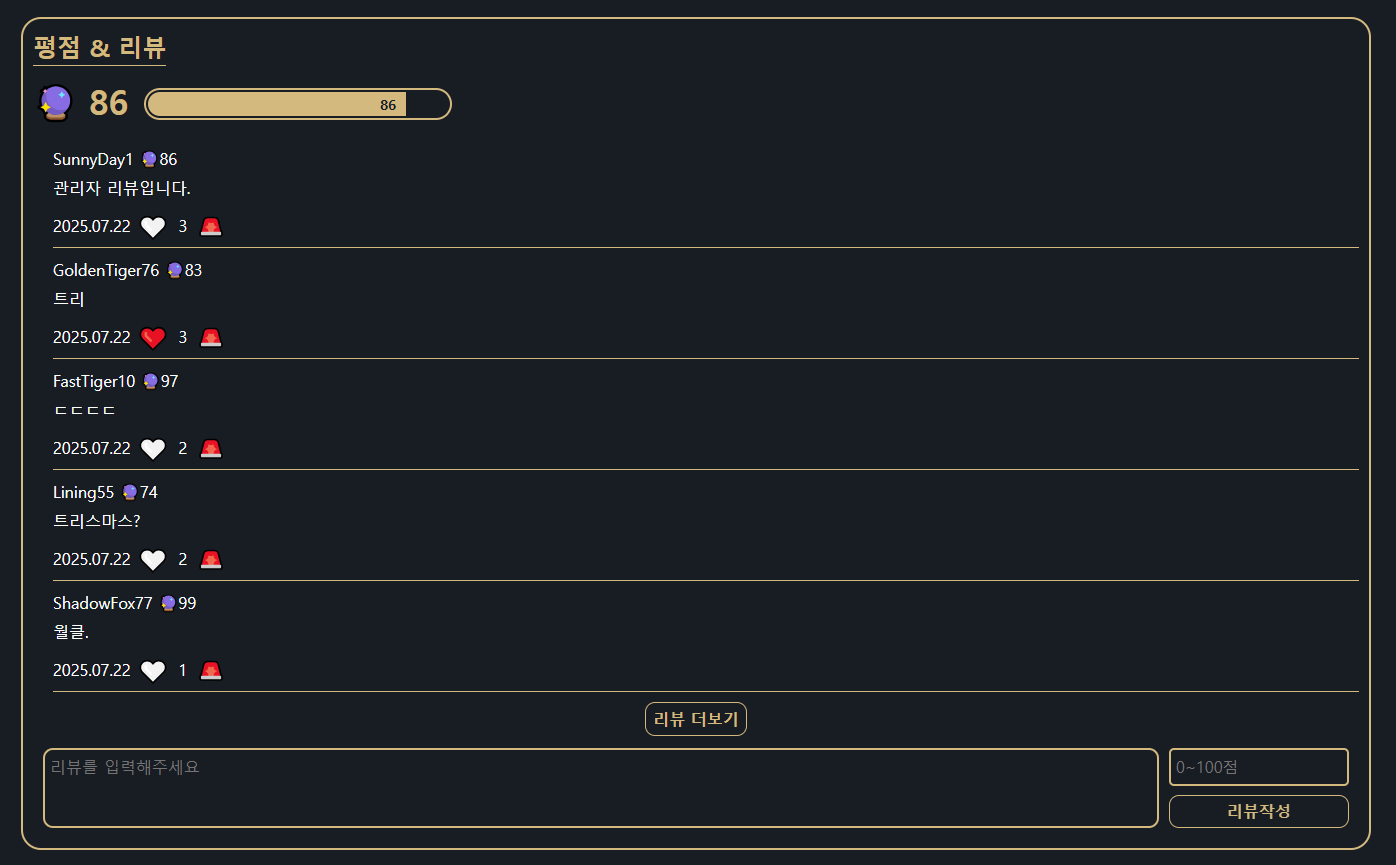 평점 & 리뷰
86 86
SunnyDay1 86
관리자 리뷰입니다.
2025.07.22 3
GoldenTiger76 83
트리
2025.07.22 3
FastTiger10 97
ㄷㄷㄷㄷ
2025.07.22 2
Lining55 74
트리스마스?
2025.07.22 2
ShadowFox77 99
월클.
2025.07.22 1
리뷰 더보기
리뷰를 입력해주세요
0~100점
리뷰작성